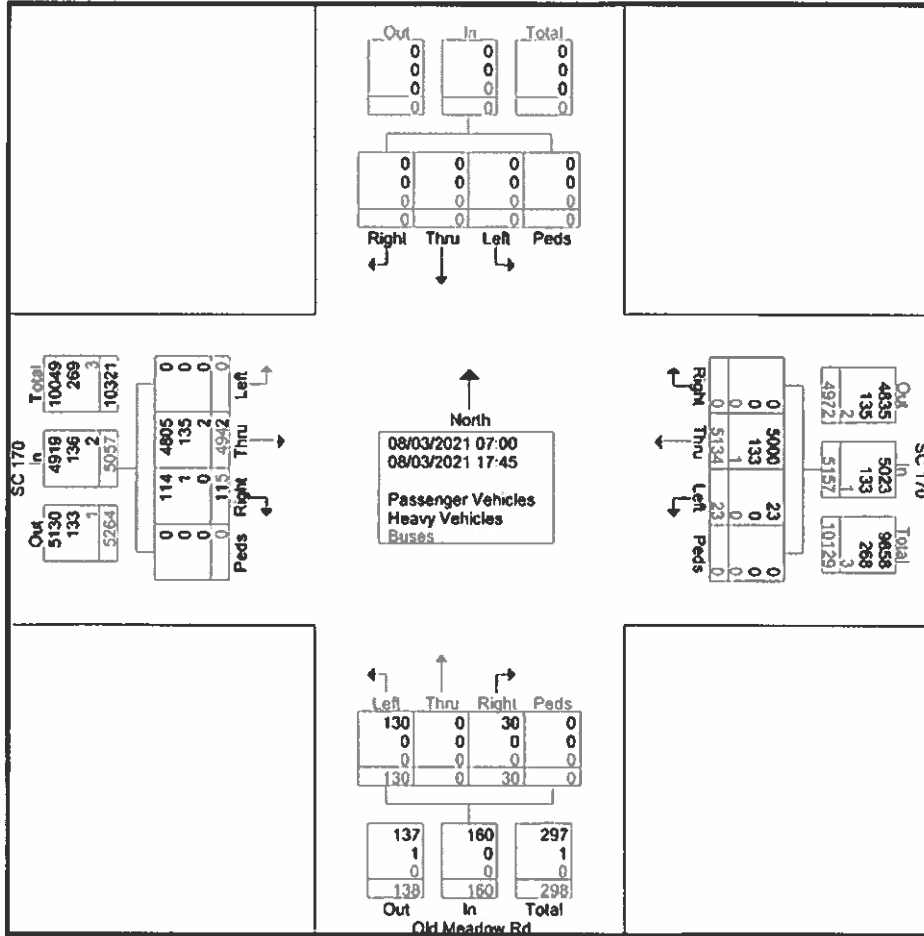 Out In Total
0 0 0
0 0 0
0 0 0
0 0 0
0 0 0 0
0 0 0 0
0 0 0 0
0 0 0 0
Right Thru Left Peds
SC 170
Total In Out
10049 4919 5130
269 136 133
3 2 1
10321 5057 5264
Left Thru Right Peds
0 4805 114 0
0 135 1 0
0 2 0 0
0 4942 115 0
North
08/03/2021 07:00
08/03/2021 17:45
Passenger Vehicles
Heavy Vehicles
Buses
Right Thru Left Peds
0 5000 23 0
0 133 0 0
0 1 0 0
0 5134 23 0
SC 170
Out In Total
4835 5023 9858
135 133 268
2 1 3
4972 5157 10129
Left Thru Right Peds
130 0 30 0
0 0 0 0
0 0 0 0
130 0 30 0
137 160 297
1 0 1
0 0 0
138 160 298
Out In Total
Old Meadow Rd